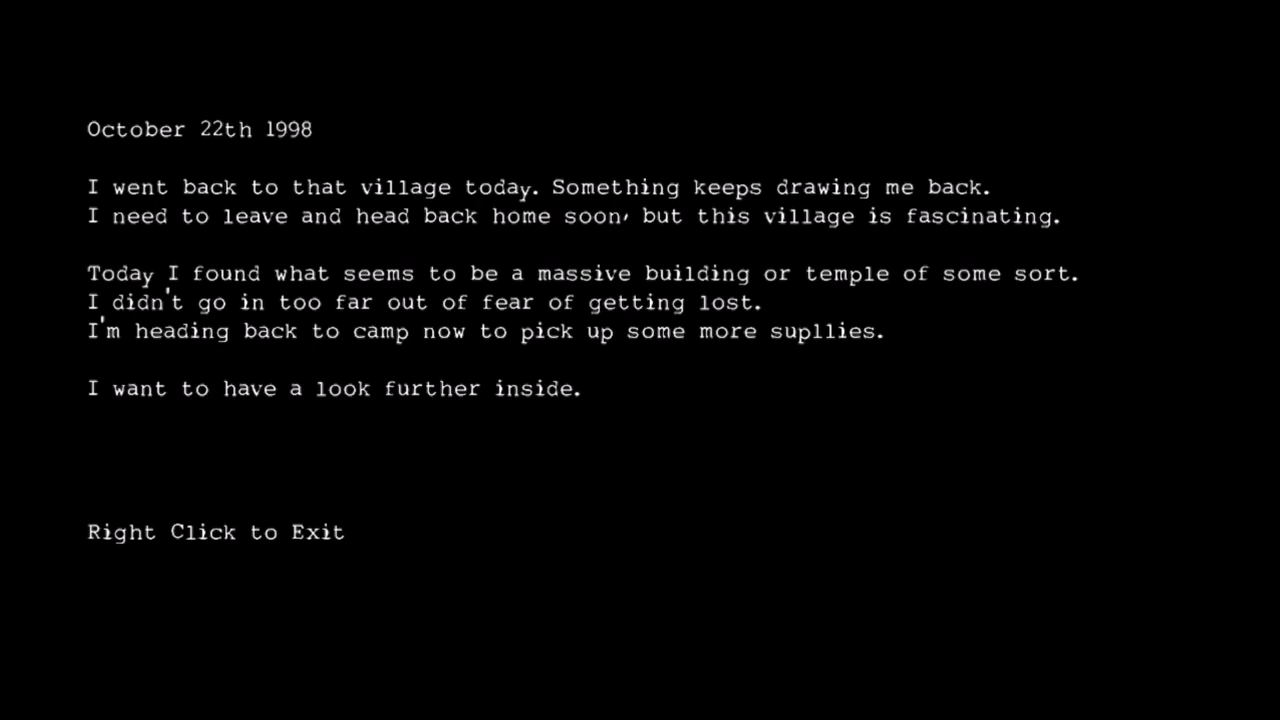 October 22th 1998
I went back to that village today. Something keeps drawing me back.
I need to leave and head back home soon, but this village is fascinating.
Today I found what seems to be a massive building or temple of some sort.
I didn't go in too far out of fear of getting lost.
I'm heading back to camp now to pick up some more supllies.
I want to have a look further inside.
Right Click to Exit